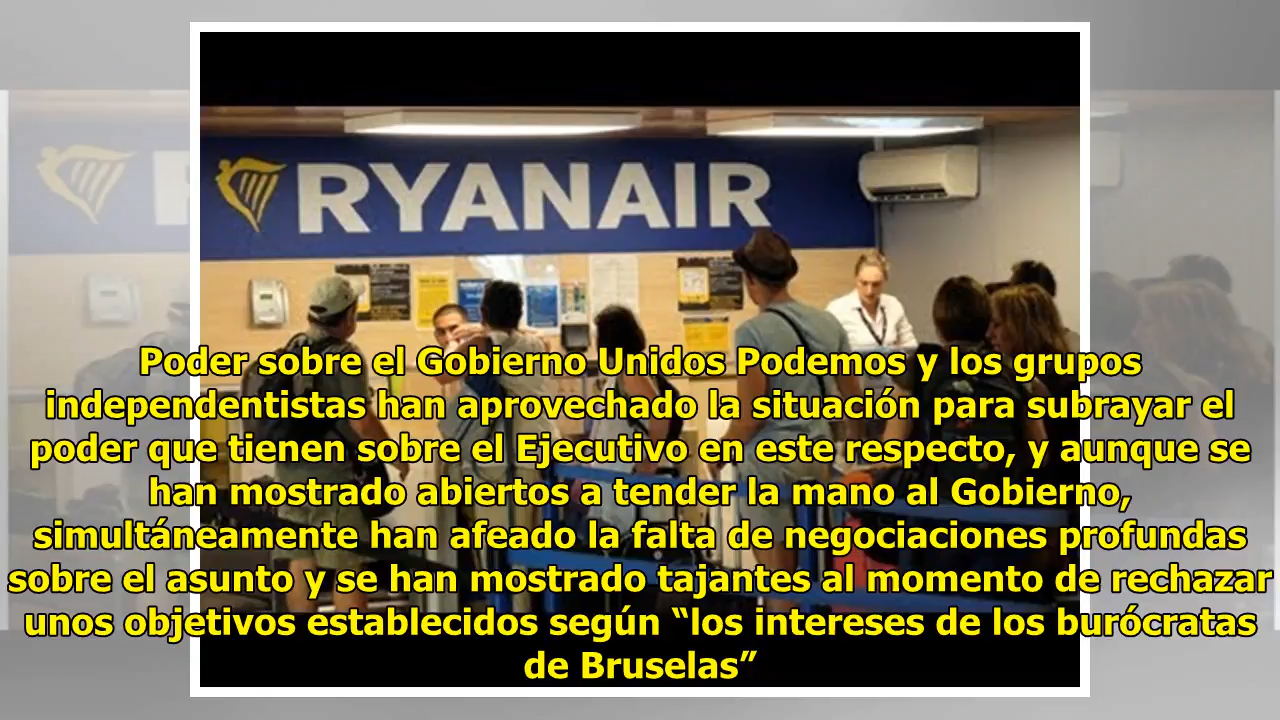 RYANAIR
Poder sobre el Gobierno Unidos Podemos y los grupos
independentistas han aprovechado la situación para subrayar el
poder que tienen sobre el Ejecutivo en este respecto, y aunque se
han mostrado abiertos a tender la mano al Gobierno,
simultáneamente han afeado la falta de negociaciones profundas
sobre el asunto y se han mostrado tajantes al momento de rechazar
unos objetivos establecidos según “los intereses de los burócratas
de Bruselas”